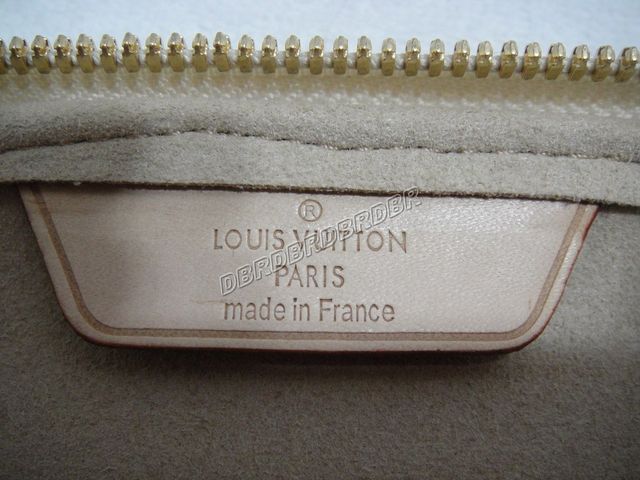 ®
LOUIS VUITTON
PARIS
made in France
DBRDBRDBRDBR